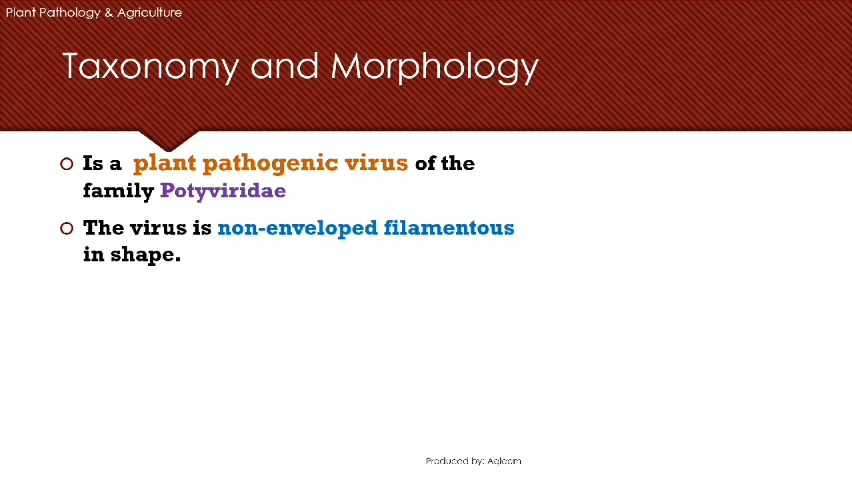 Plant Pathology & Agriculture
Taxonomy and Morphology
Is a plant pathogenic virus of the
family Potyviridae
The virus is non-enveloped filamentous
in shape.
Produced by: Aqleem